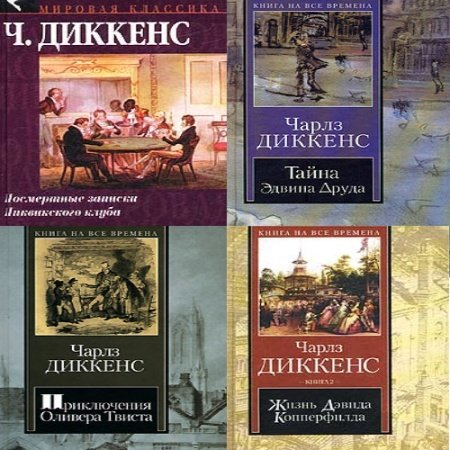 МИРОВАЯ КЛАССИКА
Ч. ДИККЕНС
Посмертные записки
Пиквикского клуба
КНИГА НА ВСЕ ВРЕМЕНА
Чарлз
ДИККЕНС
Тайна
Эдвина Друда
КНИГА НА ВСЕ ВРЕМЕНА
Чарлз
ДИККЕНС
Приключения
Оливера Твиста
КНИГА НА ВСЕ ВРЕМЕНА
Чарлз
ДИККЕНС
- КНИГА 2 -
Жизнь Дэвида
Копперфилда